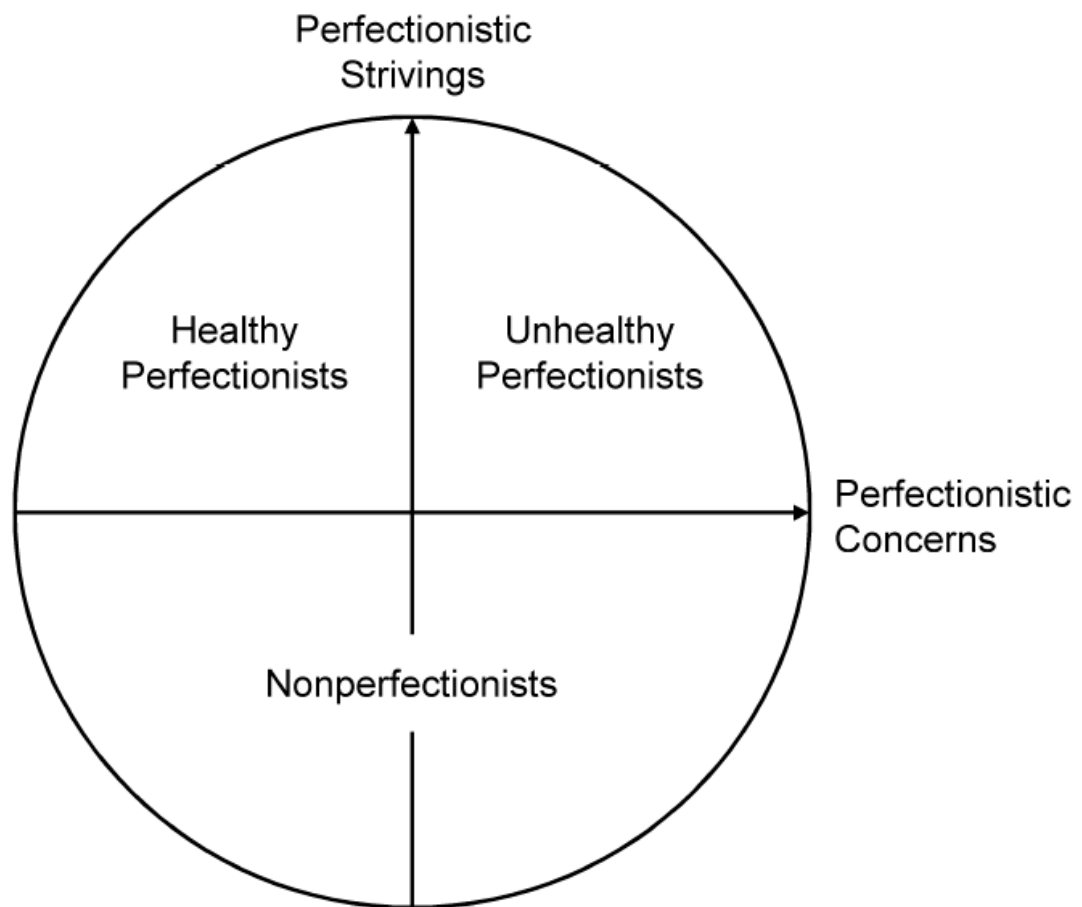 Perfectionistic
Strivings
Healthy
Perfectionists
Unhealthy
Perfectionists
Perfectionistic
Concerns
Nonperfectionists